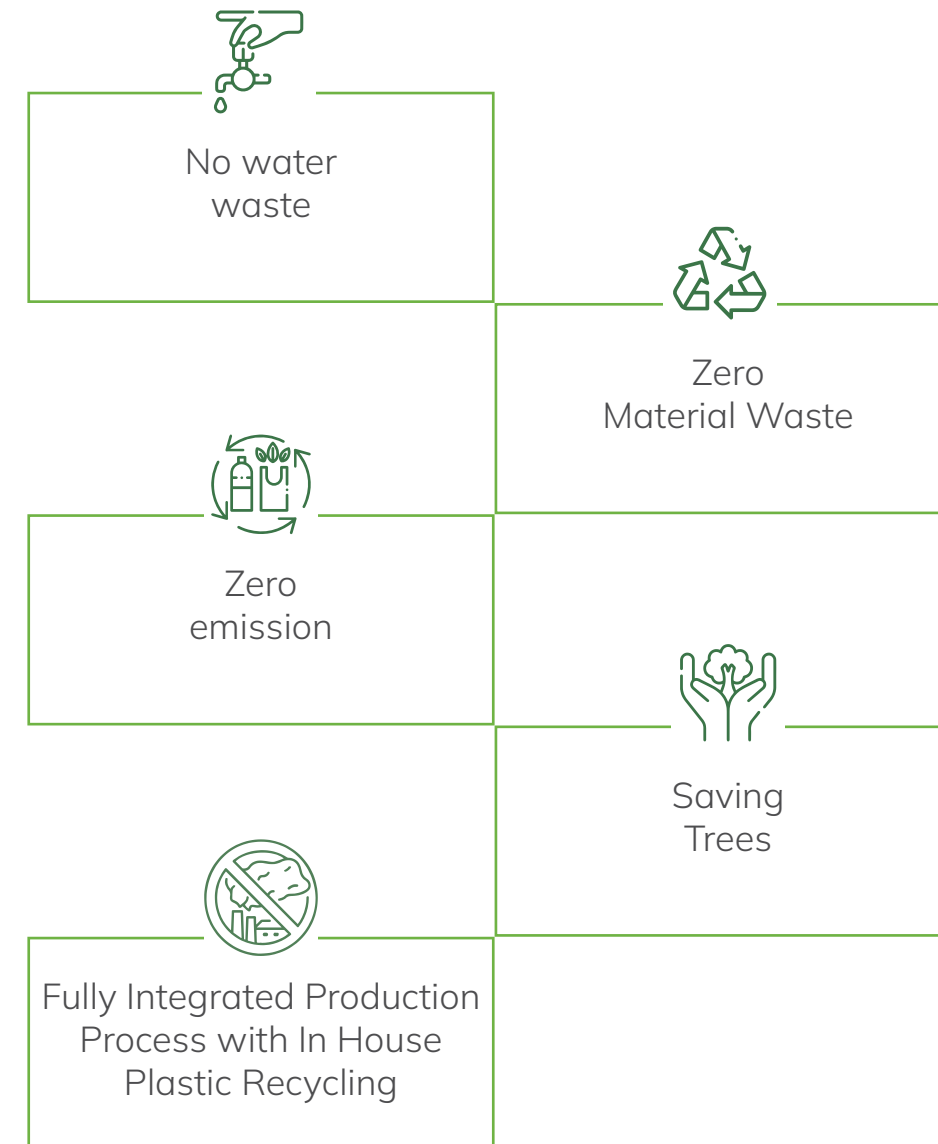 No water
waste
Zero
Material Waste
Zero
emission
Saving
Trees
Fully Integrated Production
Process with In House
Plastic Recycling